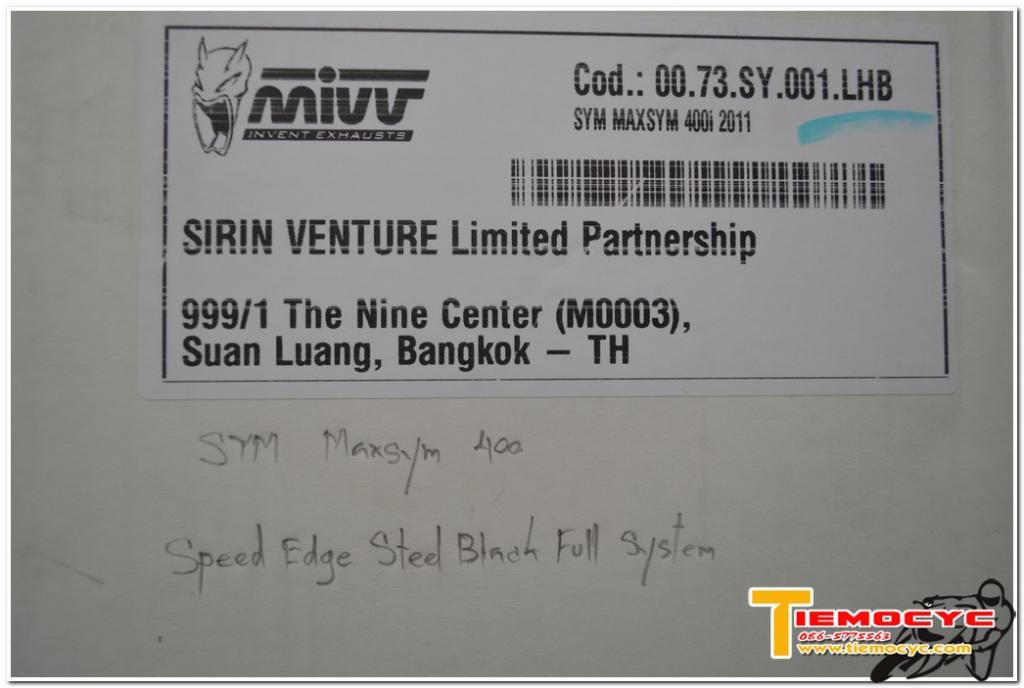 mivv
INVENT EXHAUSTS
Cod.: 00.73.SY.001.LHB
SYM MAXSYM 400i 2011
SIRIN VENTURE Limited Partnership
999/1 The Nine Center (M0003),
Suan Luang, Bangkok – TH
SYM Maxsym 400
Speed Edge Steel Black Full System
TIEMOCYC
086-5775563
www.tiemocyc.com